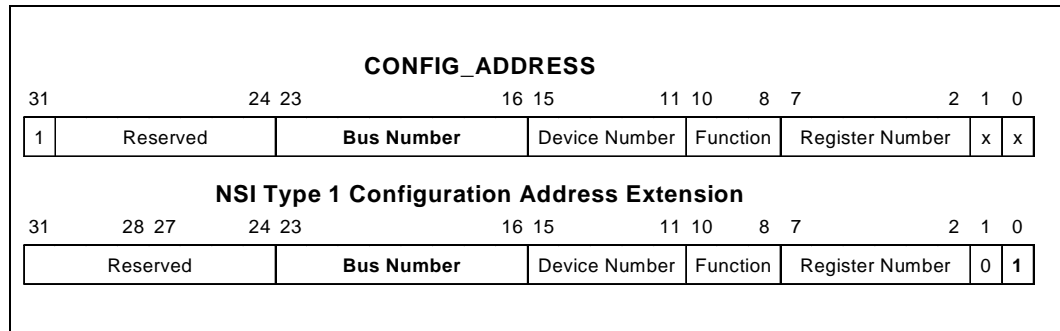 CONFIG_ADDRESS
31 24 23 16 15 11 10 8 7 2 1 0
1 Reserved Bus Number Device Number Function Register Number x x
NSI Type 1 Configuration Address Extension
31 28 27 24 23 16 15 11 10 8 7 2 1 0
Reserved Bus Number Device Number Function Register Number 0 1